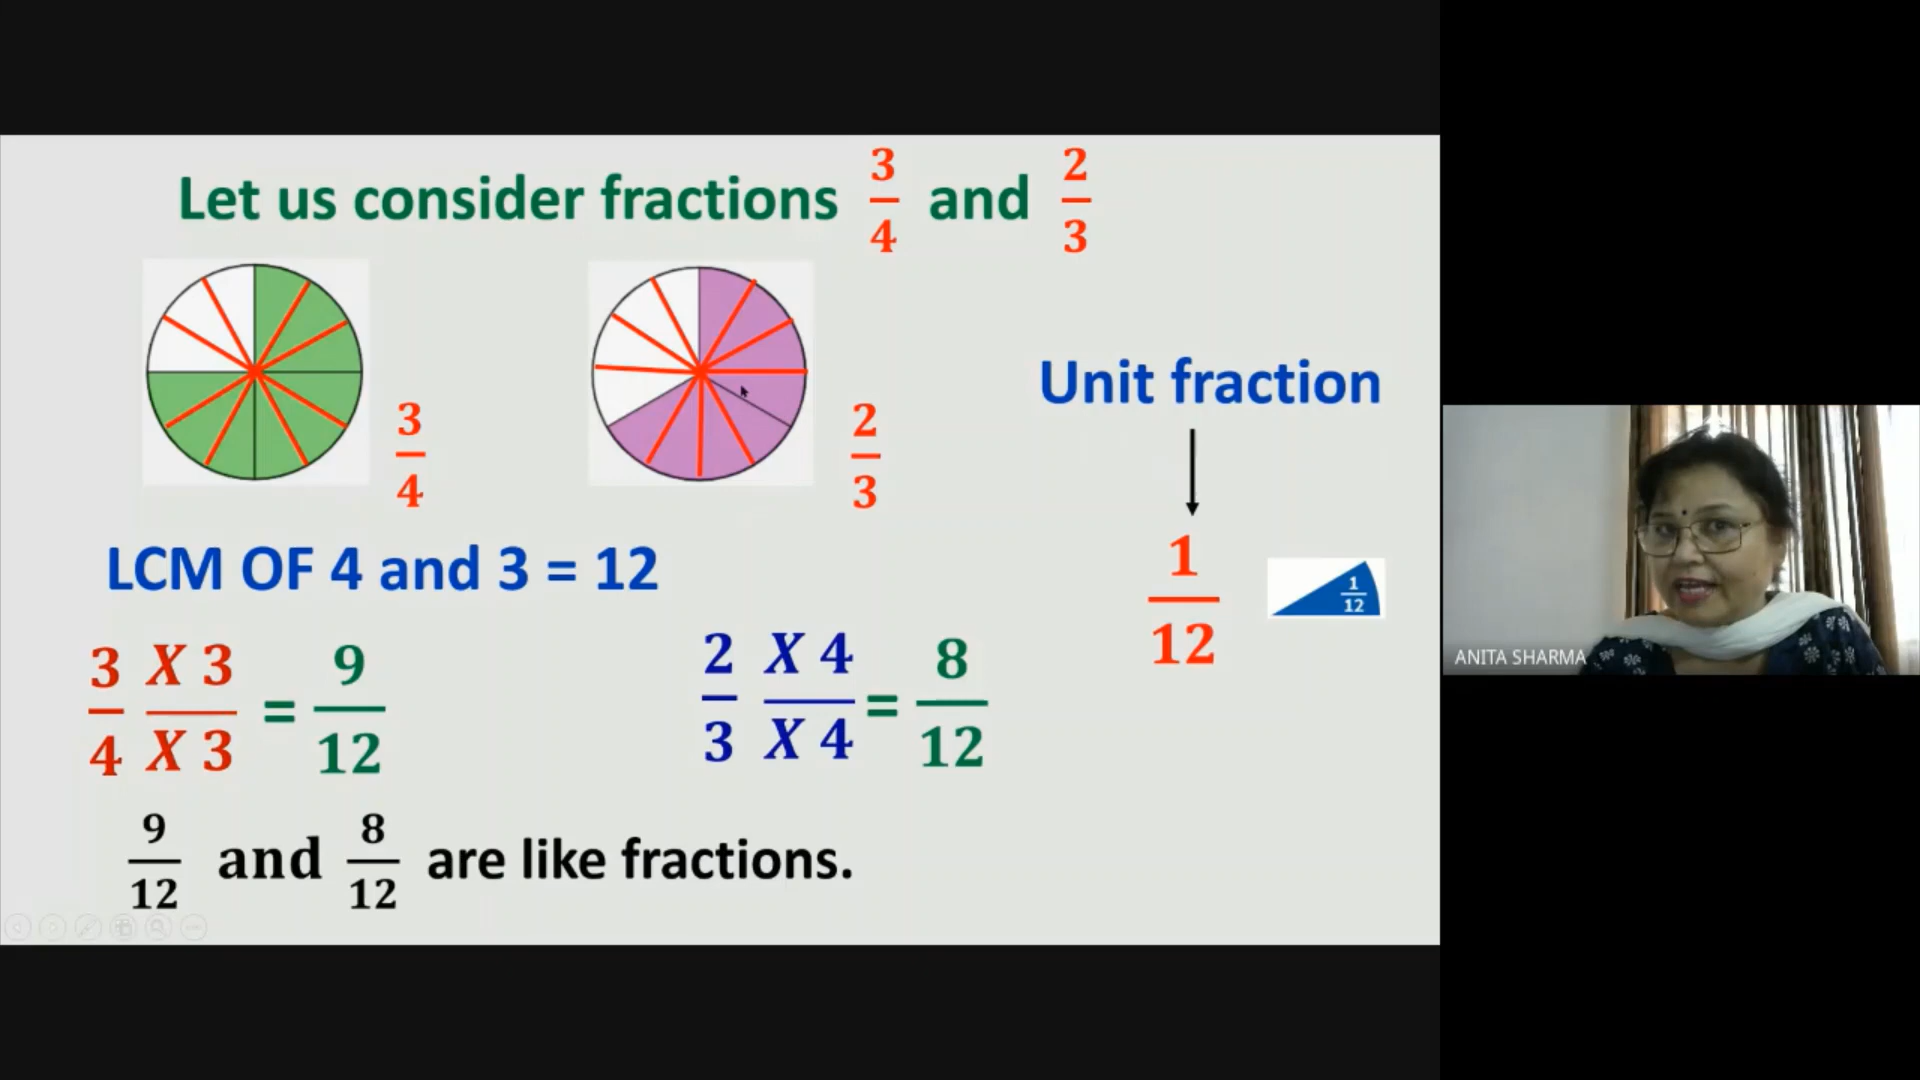 Let us consider fractions 3/4 and 2/3
3/4
2/3
Unit fraction
1/12
1/12
LCM OF 4 and 3 = 12
3/4 X 3/X 3 = 9/12
2/3 X 4/X 4 = 8/12
9/12 and 8/12 are like fractions.
ANITA SHARMA